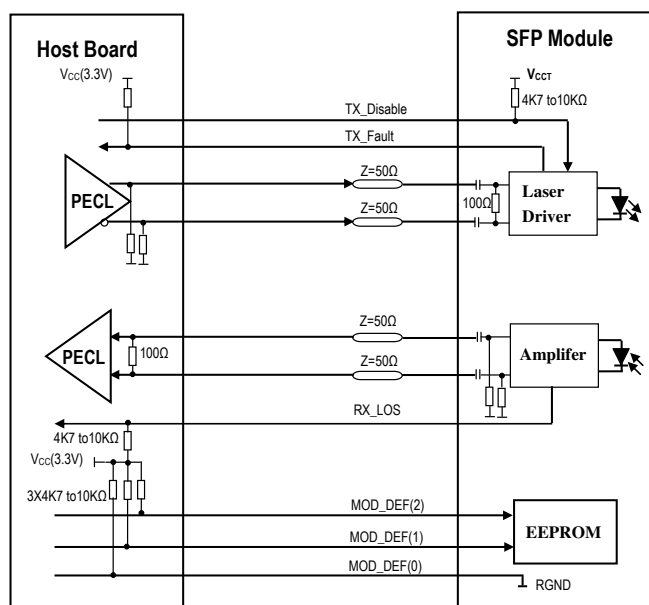 Host Board
SFP Module
VCC(3.3V)
VCCT
4K7 to10KΩ
TX_Disable
TX_Fault
PECL
Z=50Ω
Z=50Ω
100Ω
Laser
Driver
PECL
100Ω
Z=50Ω
Z=50Ω
Amplifer
RX_LOS
4K7 to10KΩ
VCC(3.3V)
3X4K7 to10KΩ
MOD_DEF(2)
MOD_DEF(1)
MOD_DEF(0)
EEPROM
RGND